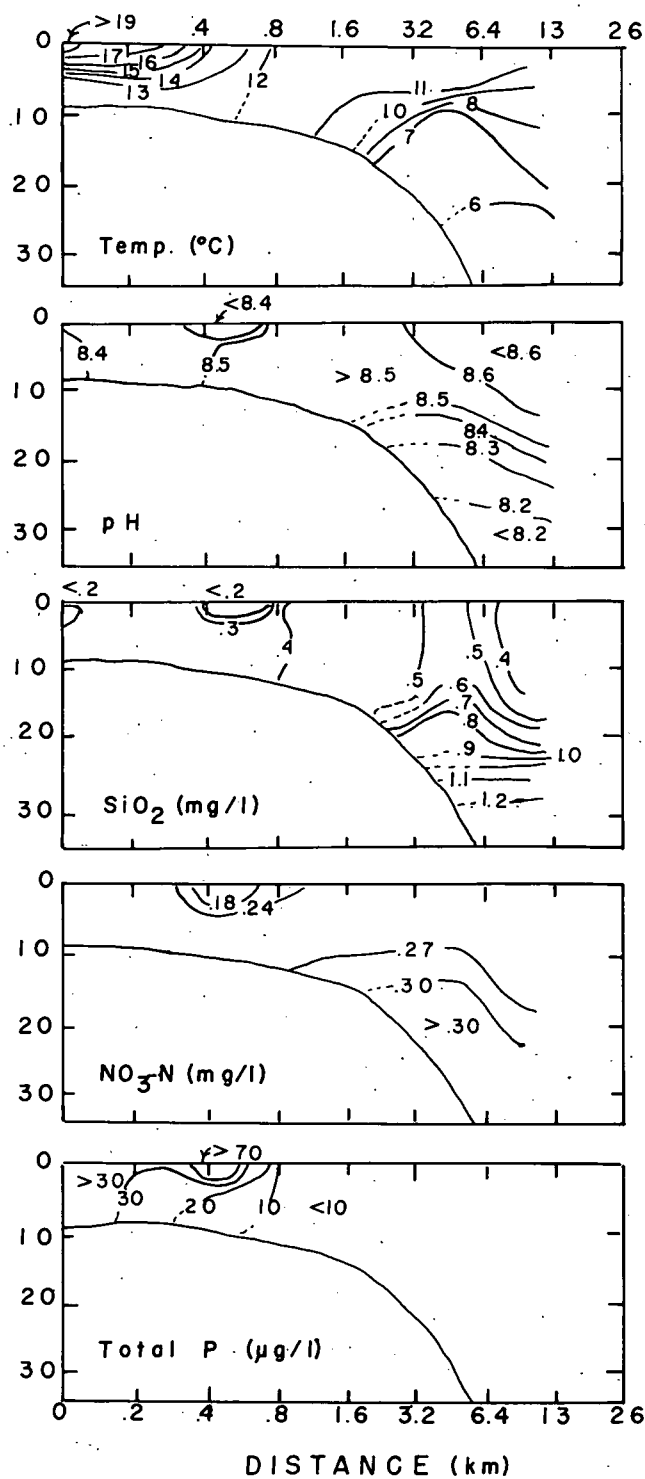 >19
0 .4 .8 1.6 3.2 6.4 13 26
17 16 12
15 14 11
13 10 8
10
7
20
6
Temp. (°C)
30
<8.4
0
8.4 8.5 <8.6
>8.5 8.6
10
8.5
8.4
20 8.3
8.2
pH <8.2
30
<.2 <.2
0
.3 .4 .5 .4
10
.5 .6
.7
.8
20
.9 10
1.1
SiO2 (mg/l) 1.2
30
0
.18 .24
10 .27
.30
20 >.30
NO3-N (mg/l)
30
>70
0
>30
30 20 10 <10
10
20
Total P (µg/l)
30
0 .2 .4 .8 1.6 3.2 6.4 13 26
DISTANCE (km)